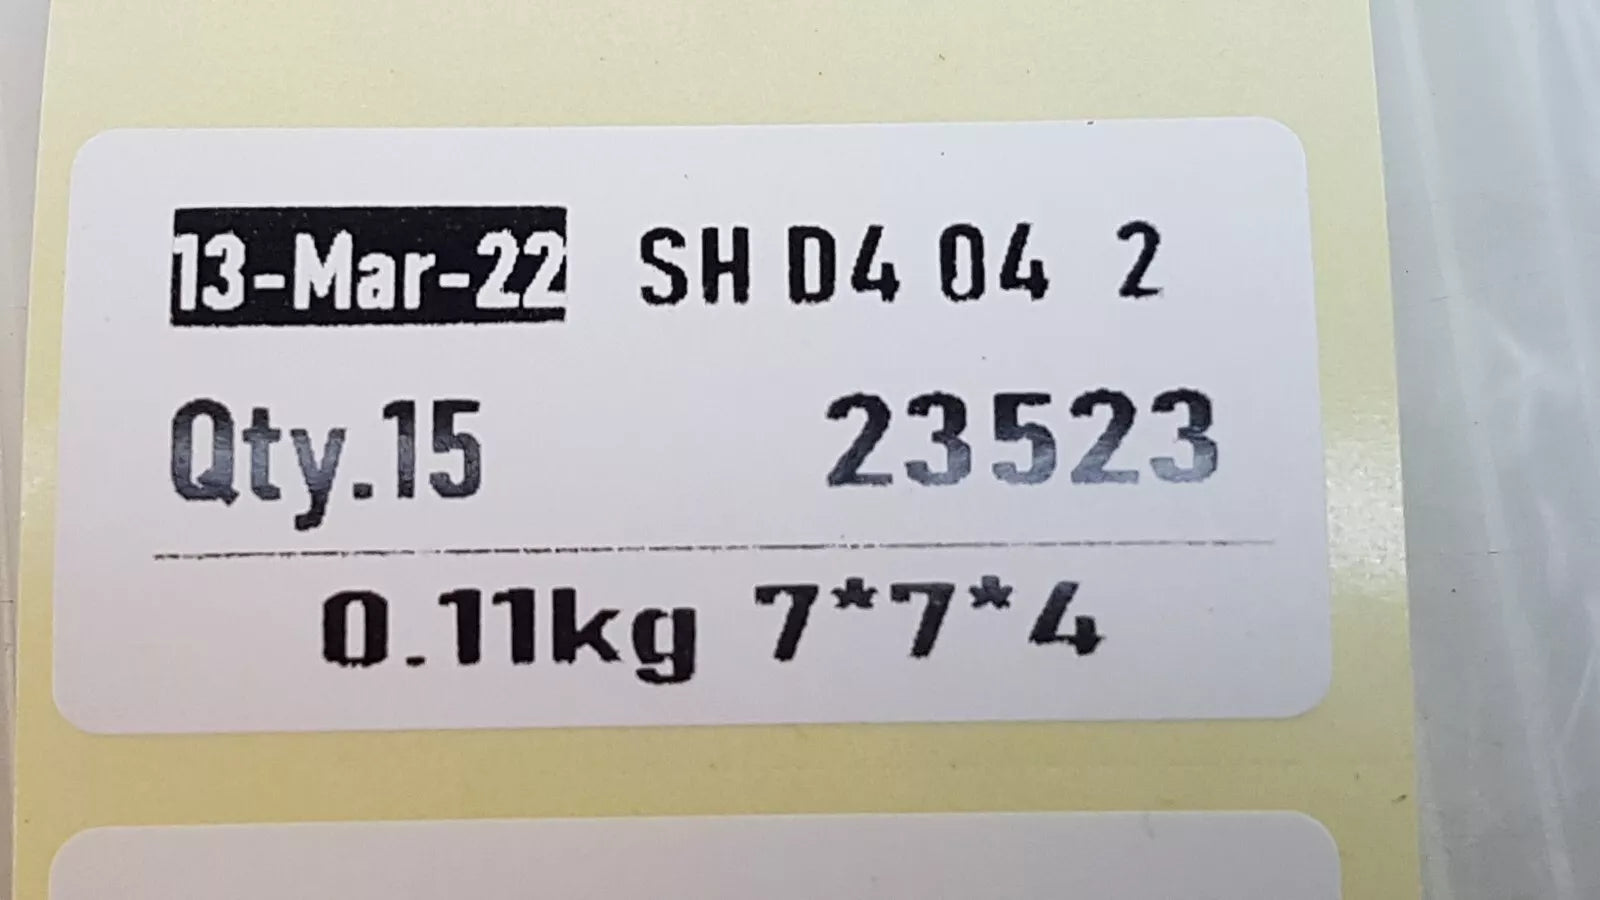 13-Mar-22 SH D4 04 2
Qty.15 23523
0.11kg 7*7*4